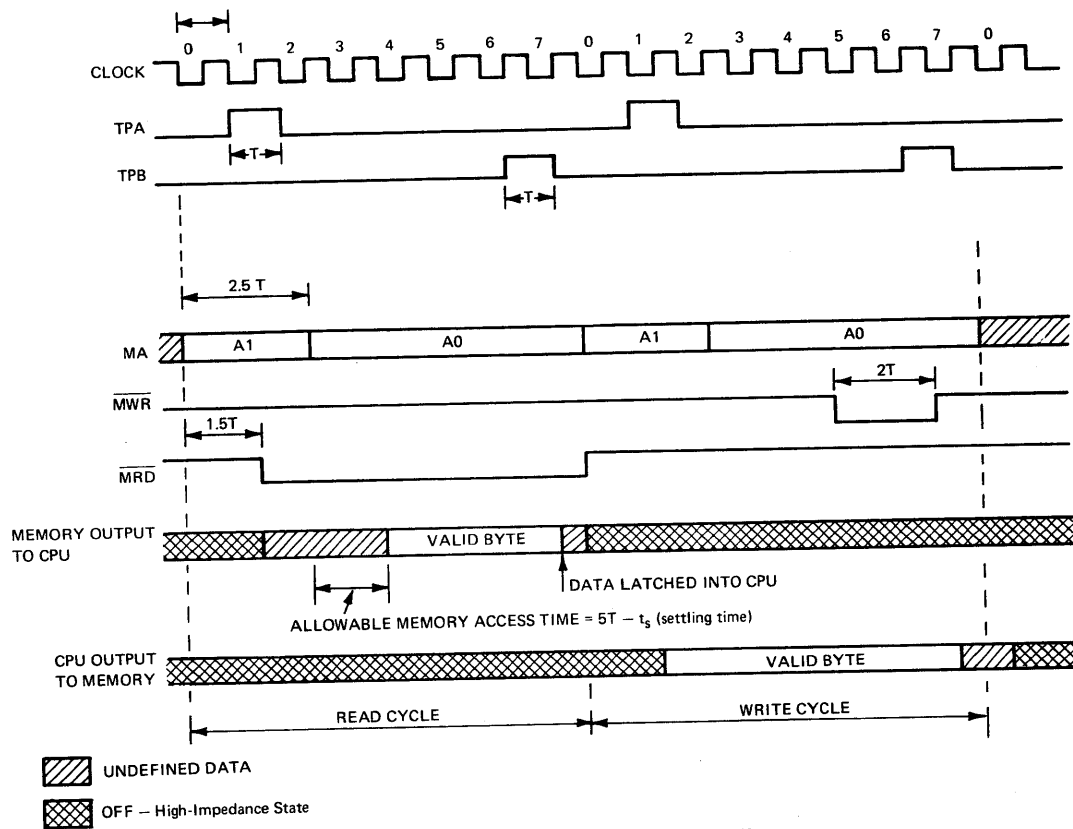 0 1 2 3 4 5 6 7 0 1 2 3 4 5 6 7 0
CLOCK
TPA
T
TPB
T
2.5 T
MA A1 A0 A1 A0
2T
MWR
1.5T
MRD
MEMORY OUTPUT
TO CPU
VALID BYTE
DATA LATCHED INTO CPU
ALLOWABLE MEMORY ACCESS TIME = 5T – ts (settling time)
CPU OUTPUT
TO MEMORY
VALID BYTE
READ CYCLE WRITE CYCLE
UNDEFINED DATA
OFF – High-Impedance State